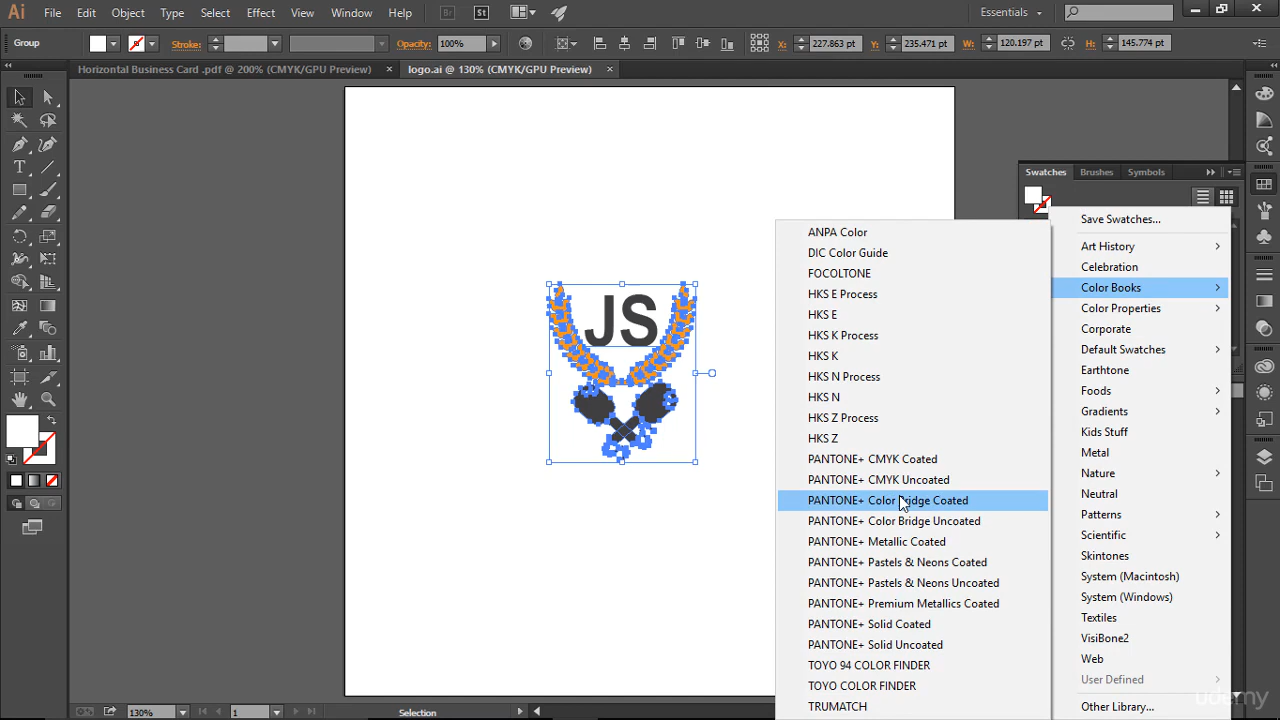 Ai File Edit Object Type Select Effect View Window Help Br St Essentials
Group Stroke: Opacity: 100% X: 227.863 pt Y: 235.471 pt W: 120.197 pt H: 145.774 pt
Horizontal Business Card .pdf @ 200% (CMYK/GPU Preview) × logo.ai @ 130% (CMYK/GPU Preview) ×
Swatches Brushes Symbols
Save Swatches...
Art History
Celebration
Color Books
Color Properties
Corporate
Default Swatches
Earthtone
Foods
Gradients
Kids Stuff
Metal
Nature
Neutral
Patterns
Scientific
Skintones
System (Macintosh)
System (Windows)
Textiles
VisiBone2
Web
User Defined
Other Library...
ANPA Color
DIC Color Guide
FOCOLTONE
HKS E Process
HKS E
HKS K Process
HKS K
HKS N Process
HKS N
HKS Z Process
HKS Z
PANTONE+ CMYK Coated
PANTONE+ CMYK Uncoated
PANTONE+ Color Bridge Coated
PANTONE+ Color Bridge Uncoated
PANTONE+ Metallic Coated
PANTONE+ Pastels & Neons Coated
PANTONE+ Pastels & Neons Uncoated
PANTONE+ Premium Metallics Coated
PANTONE+ Solid Coated
PANTONE+ Solid Uncoated
TOYO 94 COLOR FINDER
TOYO COLOR FINDER
TRUMATCH
JS
130% 1 Selection
udemy